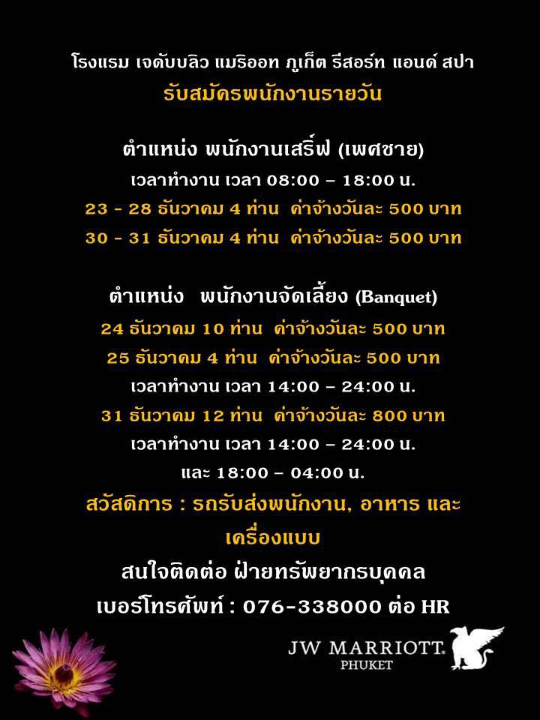 โรงแรม เจดับบลิว แมริออท ภูเก็ต รีสอร์ท แอนด์ สปา
รับสมัครพนักงานรายวัน
ตำแหน่ง พนักงานเสริ์ฟ (เพศชาย)
เวลาทำงาน เวลา 08:00 – 18:00 น.
23 - 28 ธันวาคม 4 ท่าน ค่าจ้างวันละ 500 บาท
30 - 31 ธันวาคม 4 ท่าน ค่าจ้างวันละ 500 บาท
ตำแหน่ง พนักงานจัดเลี้ยง (Banquet)
24 ธันวาคม 10 ท่าน ค่าจ้างวันละ 500 บาท
25 ธันวาคม 4 ท่าน ค่าจ้างวันละ 500 บาท
เวลาทำงาน เวลา 14:00 – 24:00 น.
31 ธันวาคม 12 ท่าน ค่าจ้างวันละ 800 บาท
เวลาทำงาน เวลา 14:00 – 24:00 น.
และ 18:00 – 04:00 น.
สวัสดิการ : รถรับส่งพนักงาน, อาหาร และ
เครื่องแบบ
สนใจติดต่อ ฝ่ายทรัพยากรบุคคล
เบอร์โทรศัพท์ : 076-338000 ต่อ HR
JW MARRIOTT®
PHUKET